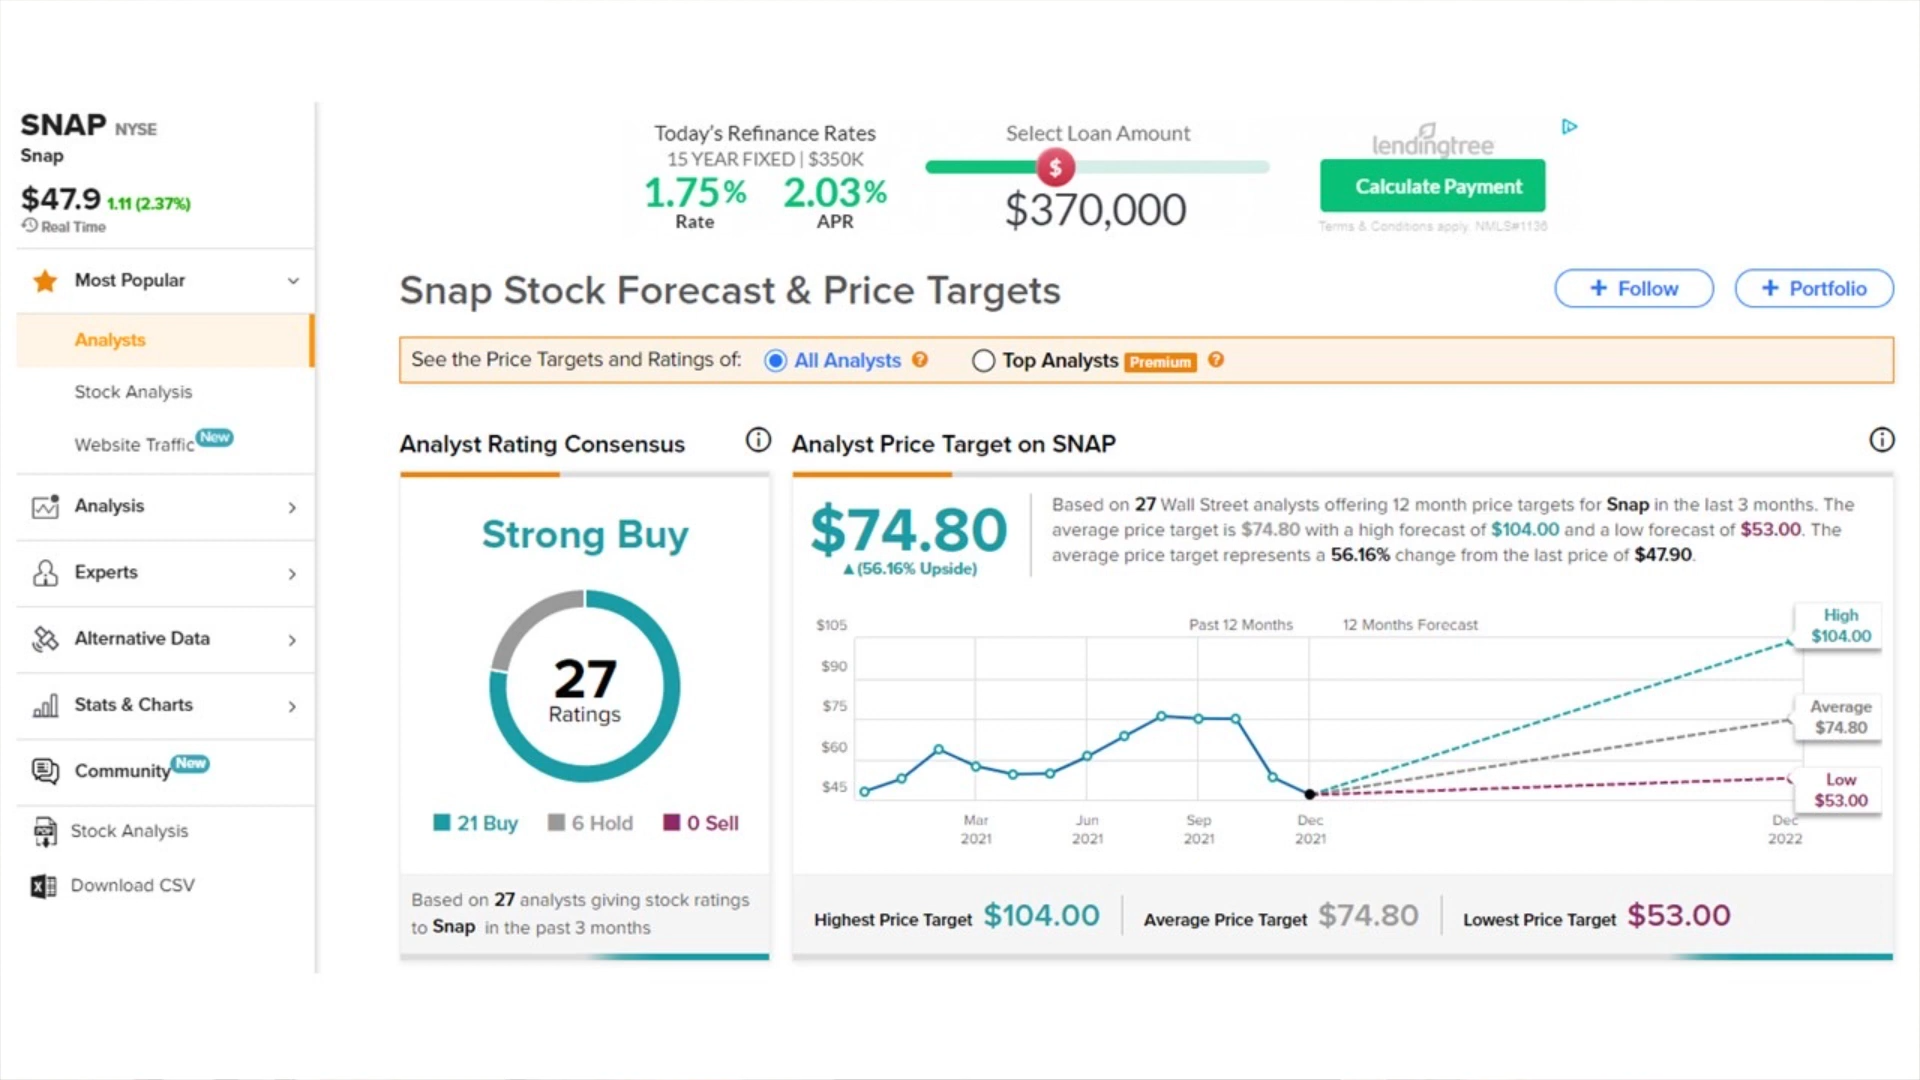 SNAP NYSE
Snap
$47.9 1.11 (2.37%)
Real Time
Most Popular
Analysts
Stock Analysis
Website Traffic New
Analysis
Experts
Alternative Data
Stats & Charts
Community New
Stock Analysis
Download CSV
Today's Refinance Rates
15 YEAR FIXED | $350K
1.75% 2.03%
Rate APR
Select Loan Amount
$
$370,000
lendingtree
Calculate Payment
Terms & Conditions apply. NMLS#1136
Snap Stock Forecast & Price Targets
+ Follow
+ Portfolio
See the Price Targets and Ratings of: All Analysts ? Top Analysts Premium ?
Analyst Rating Consensus
Strong Buy
27
Ratings
21 Buy 6 Hold 0 Sell
Based on 27 analysts giving stock ratings
to Snap in the past 3 months
Analyst Price Target on SNAP
$74.80
▲(56.16% Upside)
Based on 27 Wall Street analysts offering 12 month price targets for Snap in the last 3 months. The
average price target is $74.80 with a high forecast of $104.00 and a low forecast of $53.00. The
average price target represents a 56.16% change from the last price of $47.90.
Past 12 Months 12 Months Forecast
$105
$90
$75
$60
$45
High
$104.00
Average
$74.80
Low
$53.00
Mar Jun Sep Dec Dec
2021 2021 2021 2021 2022
Highest Price Target $104.00
Average Price Target $74.80
Lowest Price Target $53.00